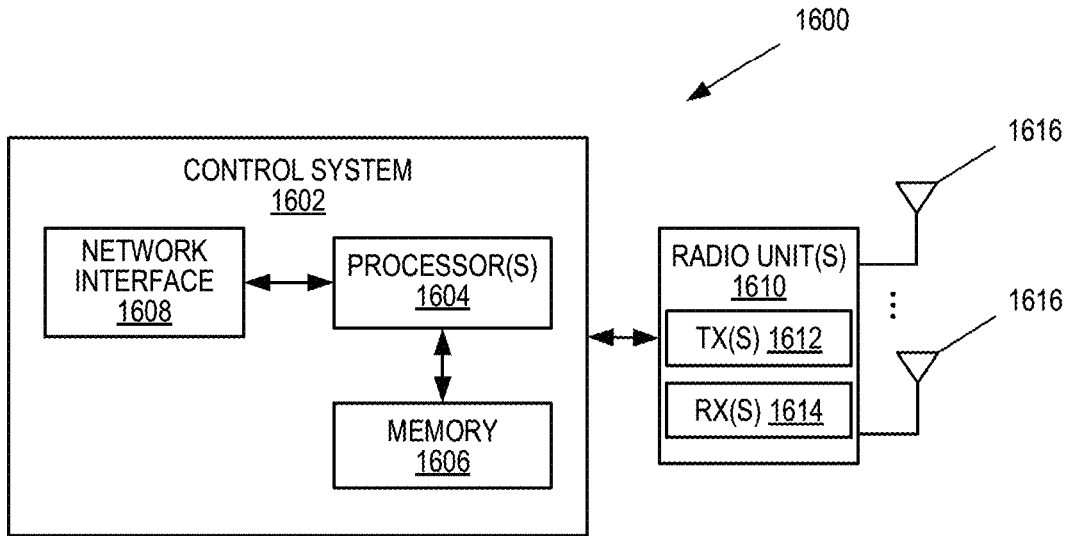 1600
1616
CONTROL SYSTEM
1602
NETWORK
INTERFACE
1608
PROCESSOR(S)
1604
MEMORY
1606
RADIO UNIT(S)
1610
TX(S) 1612
RX(S) 1614
1616